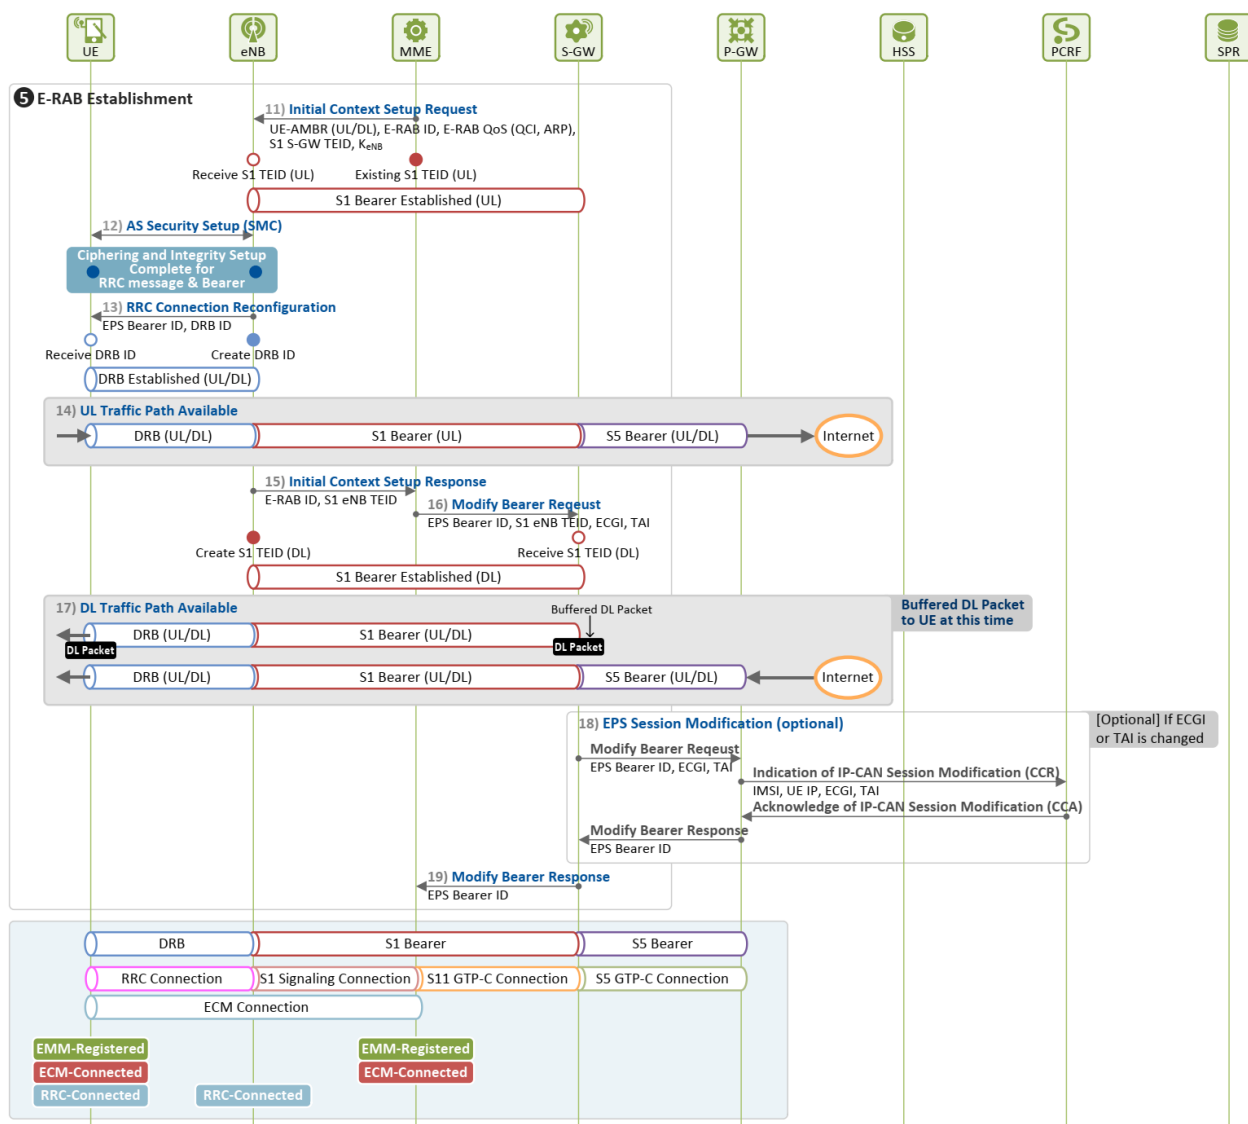 UE
eNB
MME
S-GW
P-GW
HSS
PCRF
SPR
5 E-RAB Establishment
11) Initial Context Setup Request
UE-AMBR (UL/DL), E-RAB ID, E-RAB QoS (QCI, ARP),
S1 S-GW TEID, KeNB
Receive S1 TEID (UL)
Existing S1 TEID (UL)
S1 Bearer Established (UL)
12) AS Security Setup (SMC)
Ciphering and Integrity Setup
Complete for
RRC message & Bearer
13) RRC Connection Reconfiguration
EPS Bearer ID, DRB ID
Receive DRB ID
Create DRB ID
DRB Established (UL/DL)
14) UL Traffic Path Available
DRB (UL/DL)
S1 Bearer (UL)
S5 Bearer (UL/DL)
Internet
15) Initial Context Setup Response
E-RAB ID, S1 eNB TEID
16) Modify Bearer Reqeust
EPS Bearer ID, S1 eNB TEID, ECGI, TAI
Create S1 TEID (DL)
Receive S1 TEID (DL)
S1 Bearer Established (DL)
17) DL Traffic Path Available
Buffered DL Packet
Buffered DL Packet
to UE at this time
DRB (UL/DL)
S1 Bearer (UL/DL)
DL Packet
DL Packet
DRB (UL/DL)
S1 Bearer (UL/DL)
S5 Bearer (UL/DL)
Internet
18) EPS Session Modification (optional)
[Optional] If ECGI
or TAI is changed
Modify Bearer Reqeust
EPS Bearer ID, ECGI, TAI
Indication of IP-CAN Session Modification (CCR)
IMSI, UE IP, ECGI, TAI
Acknowledge of IP-CAN Session Modification (CCA)
Modify Bearer Response
EPS Bearer ID
19) Modify Bearer Response
EPS Bearer ID
DRB
S1 Bearer
S5 Bearer
RRC Connection
S1 Signaling Connection
S11 GTP-C Connection
S5 GTP-C Connection
ECM Connection
EMM-Registered
EMM-Registered
ECM-Connected
ECM-Connected
RRC-Connected
RRC-Connected